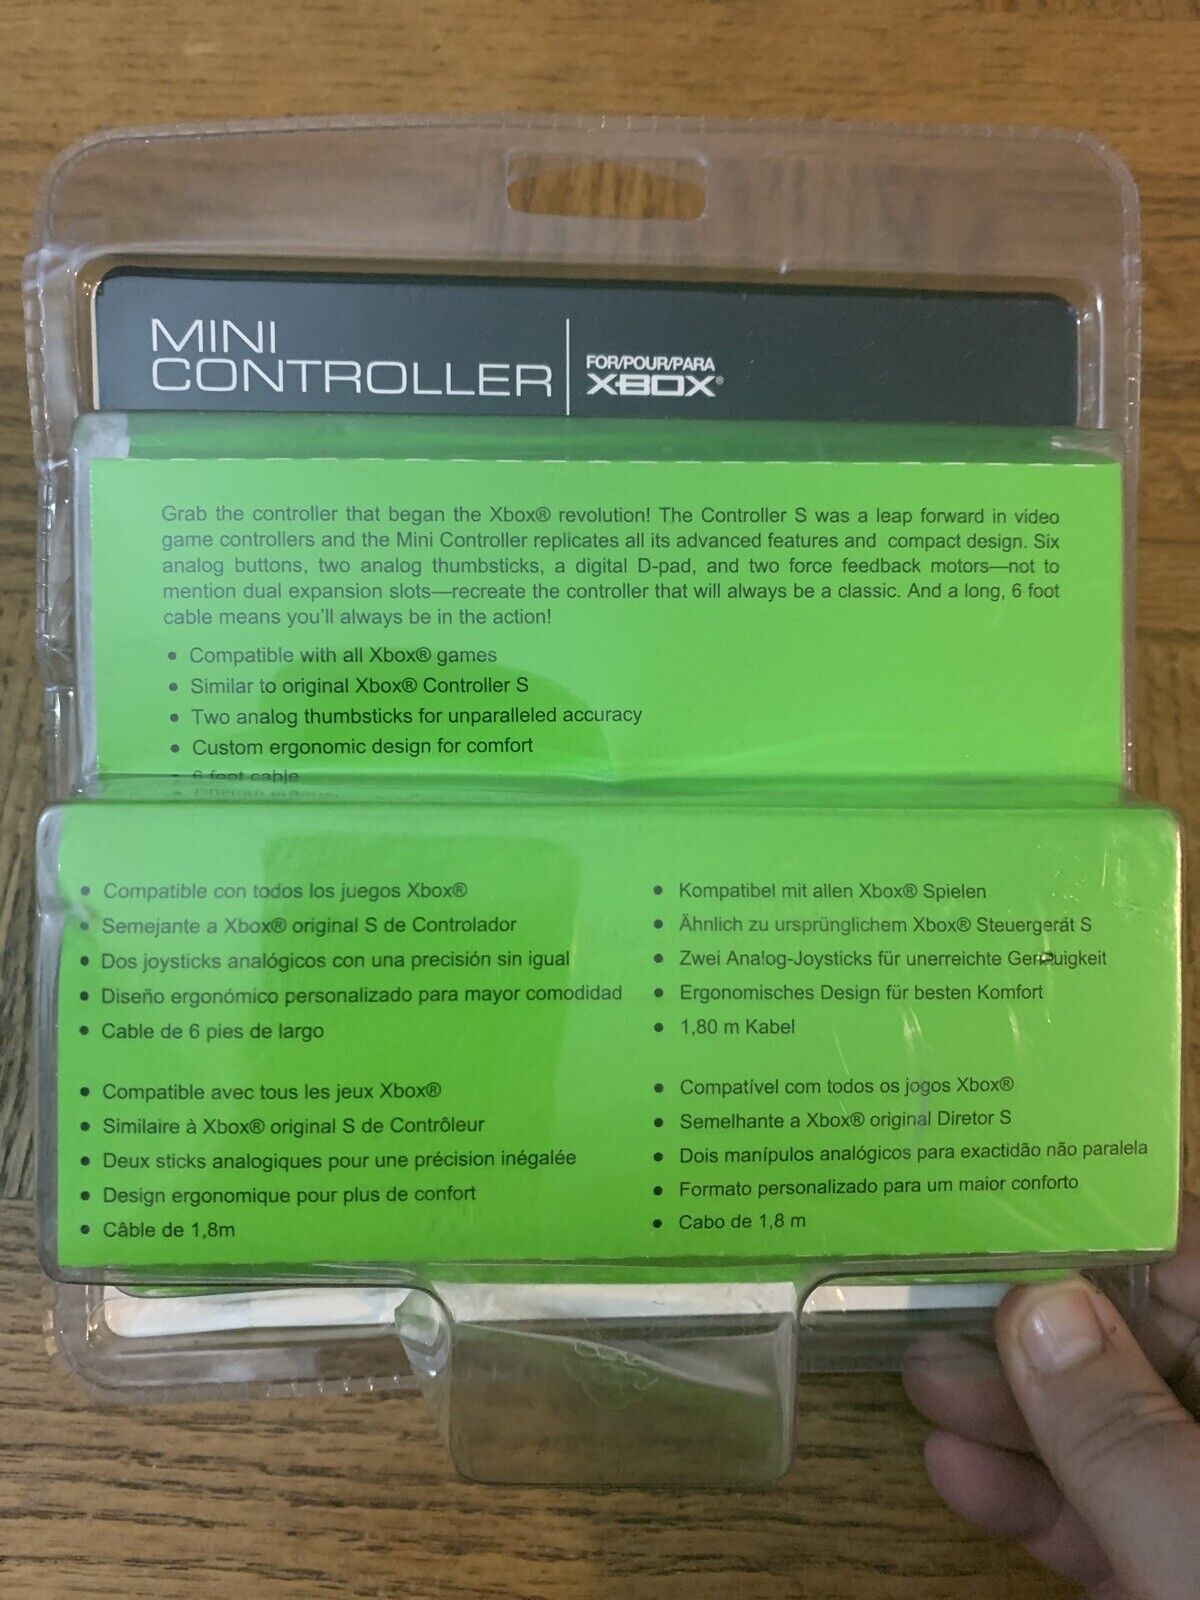 MINI
CONTROLLER
FOR/POUR/PARA
XBOX®
Grab the controller that began the Xbox® revolution! The Controller S was a leap forward in video
game controllers and the Mini Controller replicates all its advanced features and compact design. Six
analog buttons, two analog thumbsticks, a digital D-pad, and two force feedback motors—not to
mention dual expansion slots—recreate the controller that will always be a classic. And a long, 6 foot
cable means you'll always be in the action!
• Compatible with all Xbox® games
• Similar to original Xbox® Controller S
• Two analog thumbsticks for unparalleled accuracy
• Custom ergonomic design for comfort
• 6 foot cable
• Compatible con todos los juegos Xbox®
• Semejante a Xbox® original S de Controlador
• Dos joysticks analógicos con una precisión sin igual
• Diseño ergonómico personalizado para mayor comodidad
• Cable de 6 pies de largo
• Compatible avec tous les jeux Xbox®
• Similaire à Xbox® original S de Contrôleur
• Deux sticks analogiques pour une précision inégalée
• Design ergonomique pour plus de confort
• Câble de 1,8m
• Kompatibel mit allen Xbox® Spielen
• Ähnlich zu ursprünglichem Xbox® Steuergerät S
• Zwei Analog-Joysticks für unerreichte Genauigkeit
• Ergonomisches Design für besten Komfort
• 1,80 m Kabel
• Compatível com todos os jogos Xbox®
• Semelhante a Xbox® original Diretor S
• Dois manípulos analógicos para exactidão não paralela
• Formato personalizado para um maior conforto
• Cabo de 1,8 m